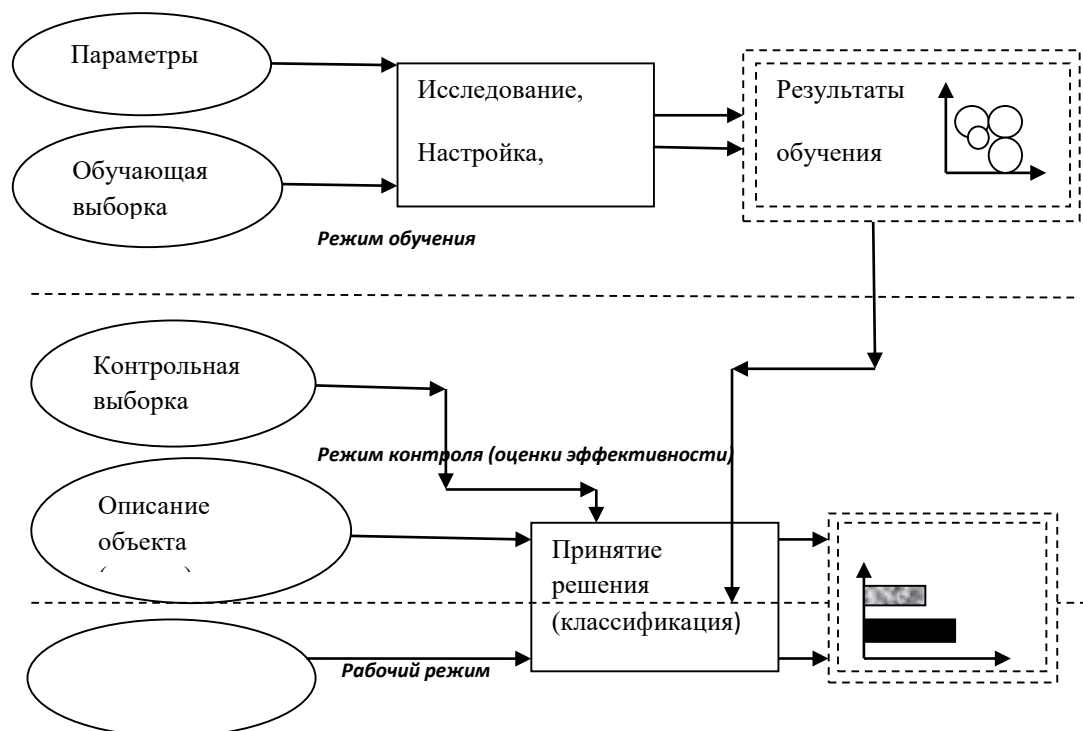 Параметры
Обучающая
выборка
Исследование,
Настройка,
Результаты
обучения
Режим обучения
Контрольная
выборка
Режим контроля (оценки эффективности)
Описание
объекта
Принятие
решения
(классификация)
Рабочий режим